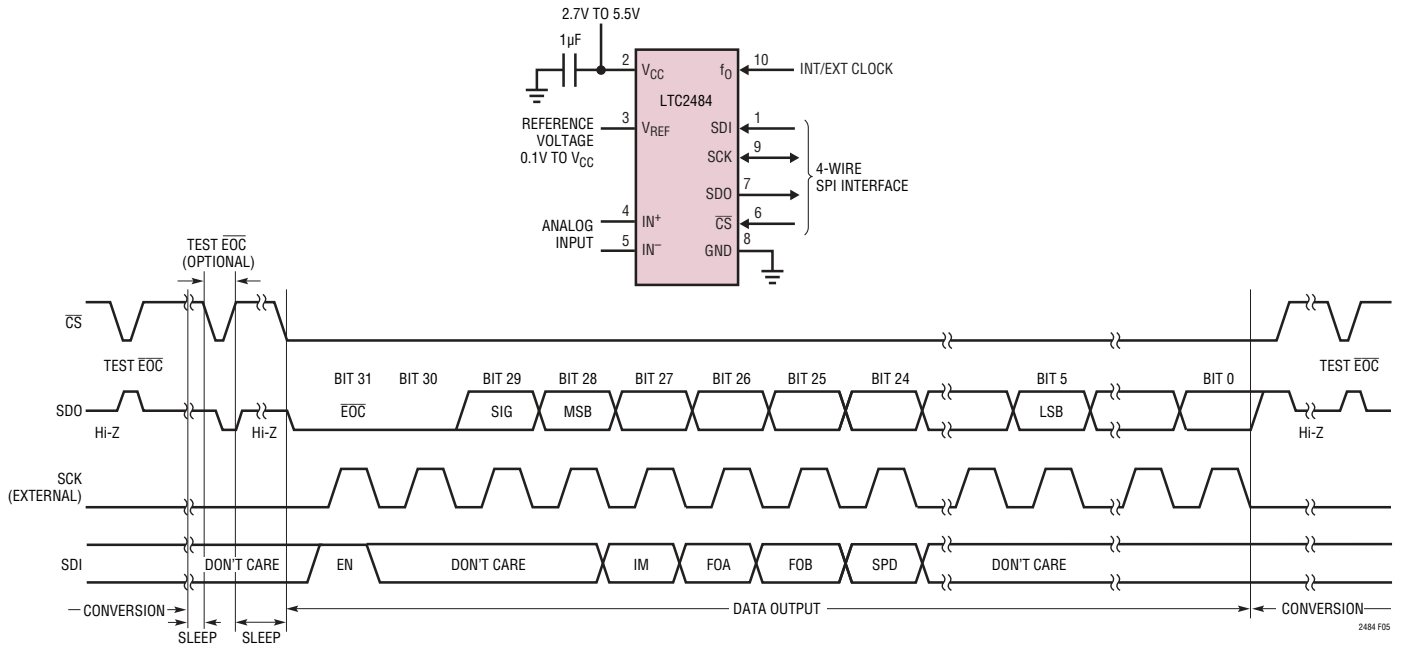 2.7V TO 5.5V
1µF
2
VCC
fO
10
INT/EXT CLOCK
LTC2484
REFERENCE
VOLTAGE
0.1V TO VCC
3
VREF
SDI
1
SCK
9
SDO
7
4-WIRE
SPI INTERFACE
ANALOG
INPUT
4
IN+
5
IN–
CS
6
GND
8
TEST EOC
(OPTIONAL)
CS
TEST EOC
TEST EOC
BIT 31 BIT 30 BIT 29 BIT 28 BIT 27 BIT 26 BIT 25 BIT 24 BIT 5 BIT 0
SDO
EOC SIG MSB LSB
Hi-Z Hi-Z Hi-Z
SCK
(EXTERNAL)
SDI
DON'T CARE EN DON'T CARE IM FOA FOB SPD DON'T CARE
CONVERSION DATA OUTPUT CONVERSION
SLEEP SLEEP
2484 F05